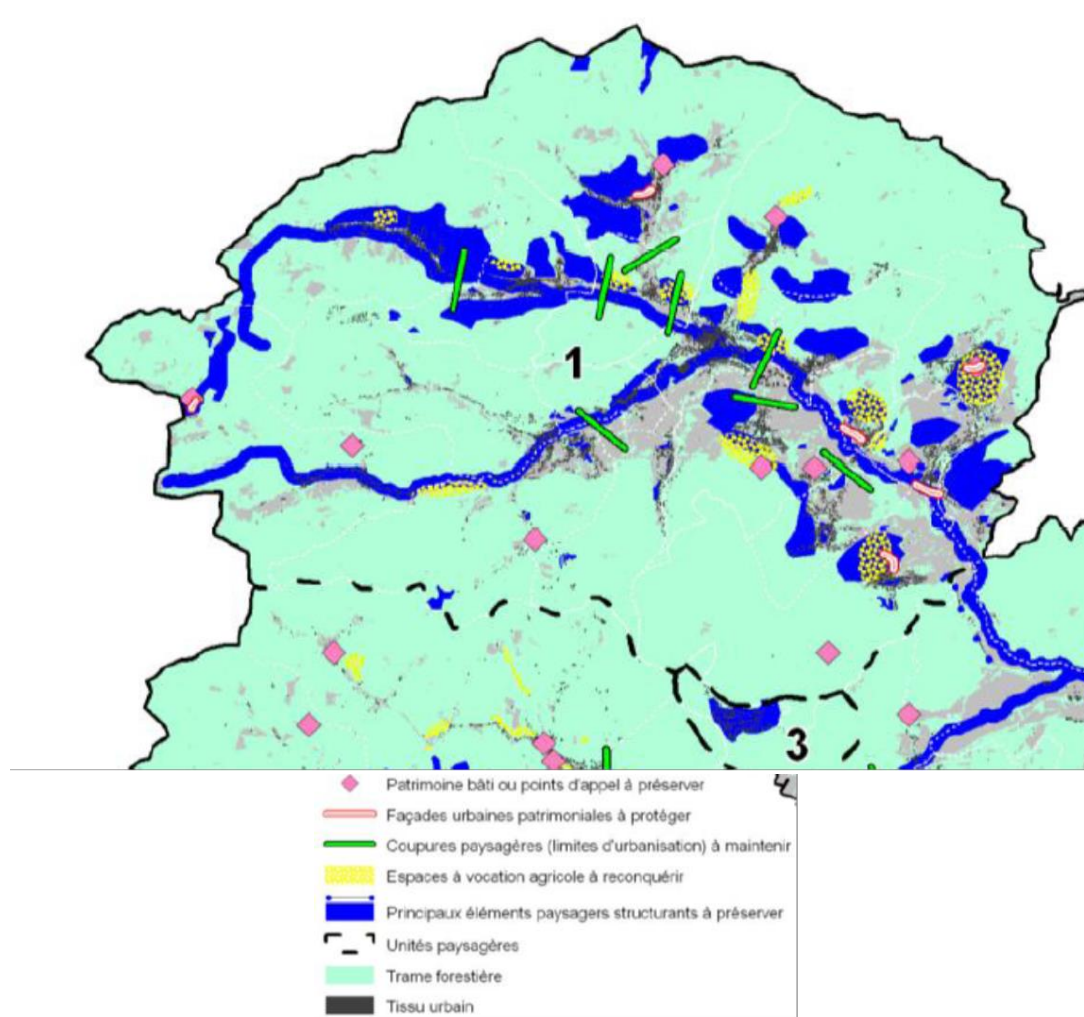 1
3
Patrimoine bâti ou points d'appel à préserver
Façades urbaines patrimoniales à protéger
Coupures paysagères (limites d'urbanisation) à maintenir
Espaces à vocation agricole à reconquérir
Principaux éléments paysagers structurants à préserver
Unités paysagères
Trame forestière
Tissu urbain